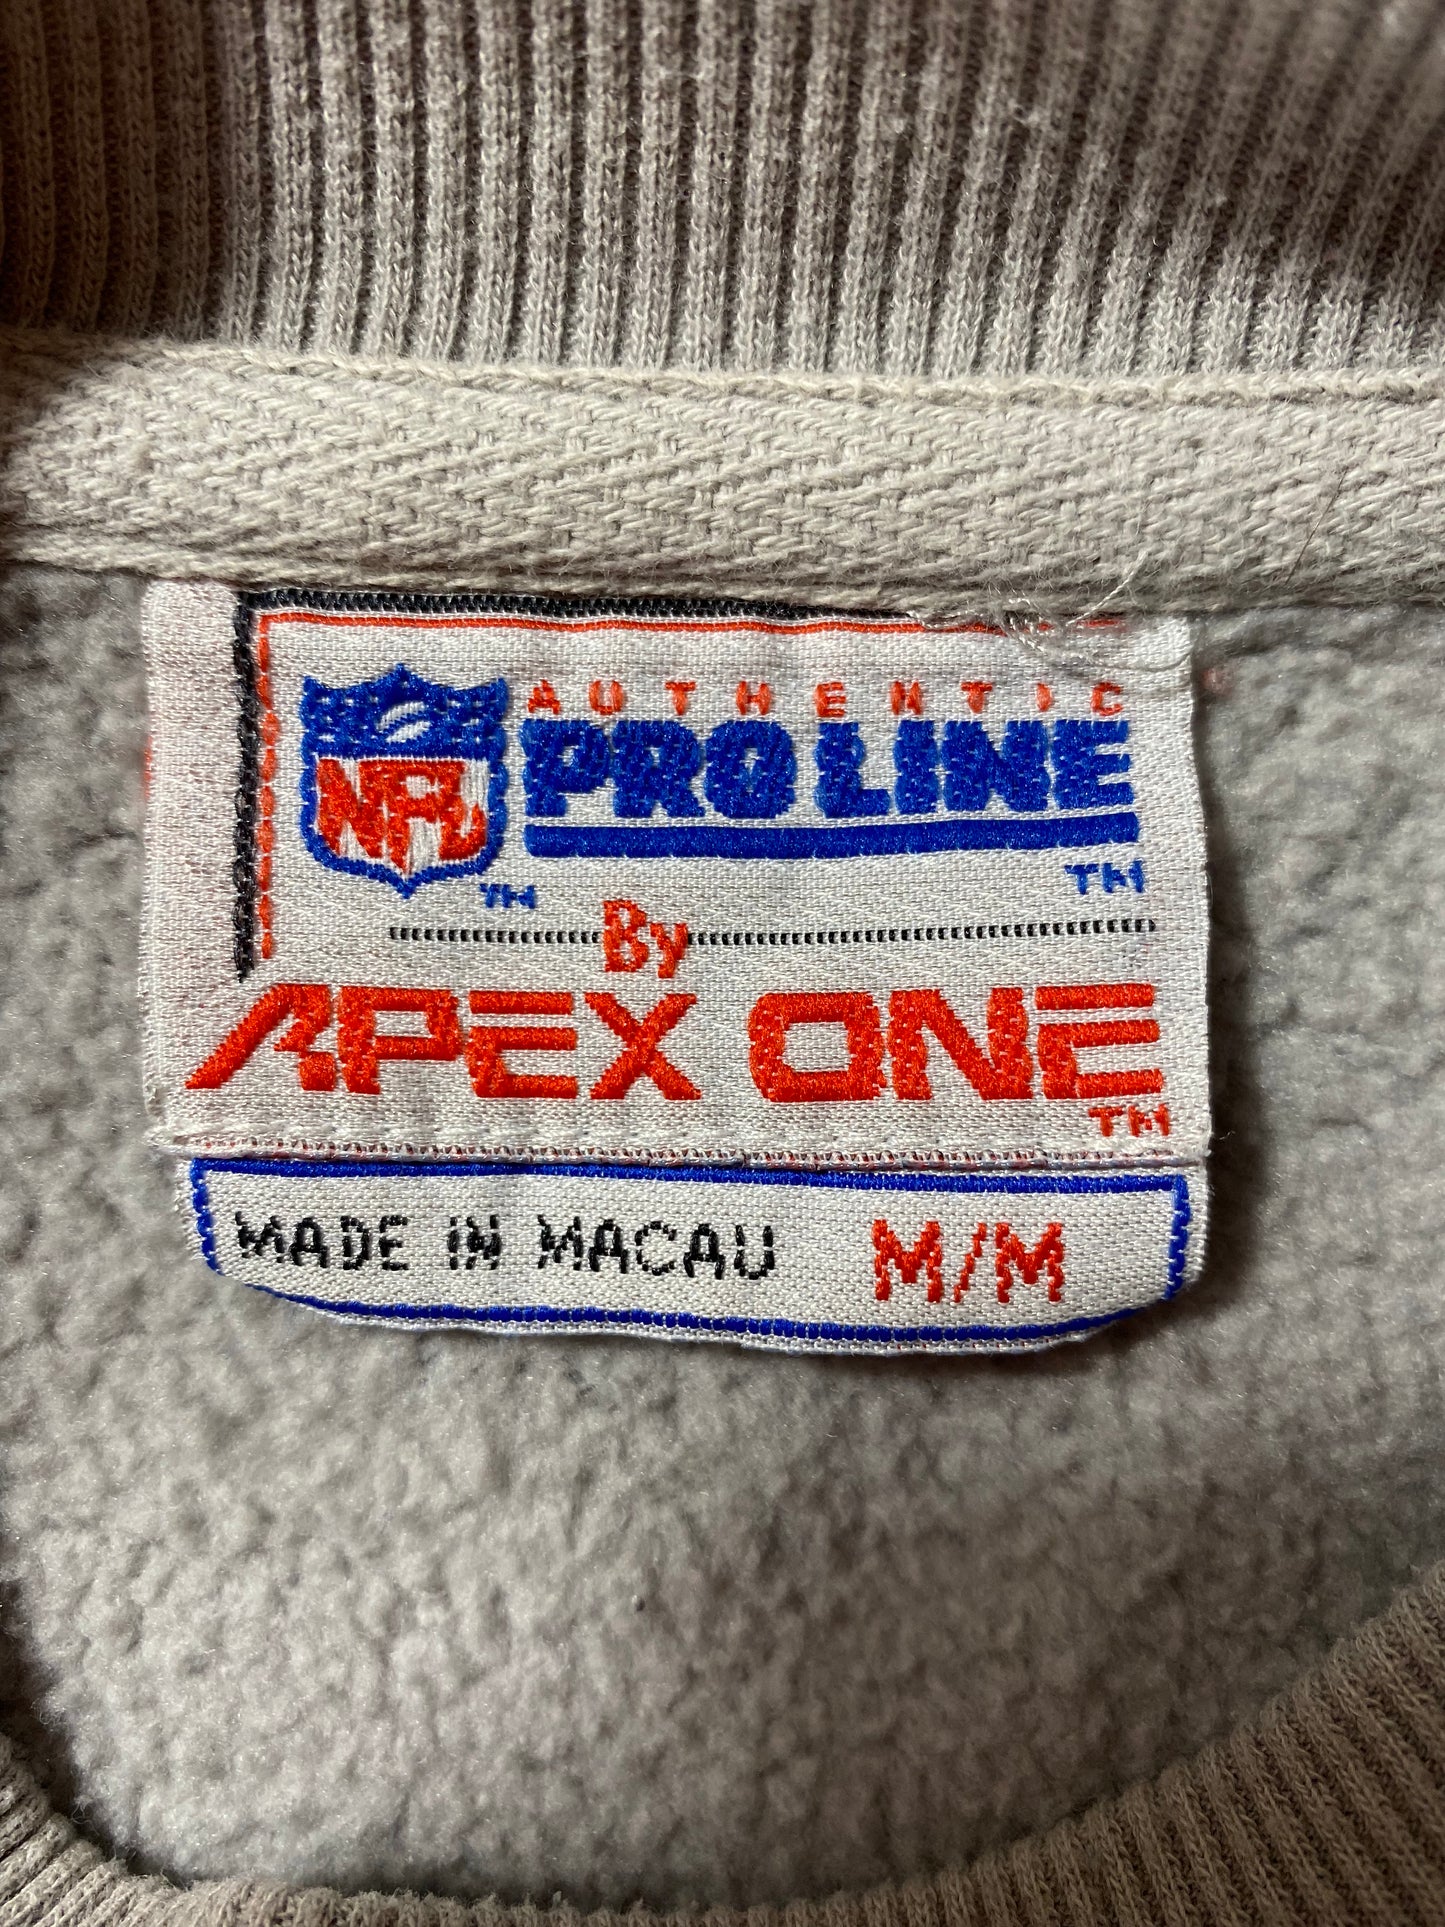 AUTHENTIC
NFL PRO LINE
TM TM
By
APEX ONE
TM
MADE IN MACAU M/M